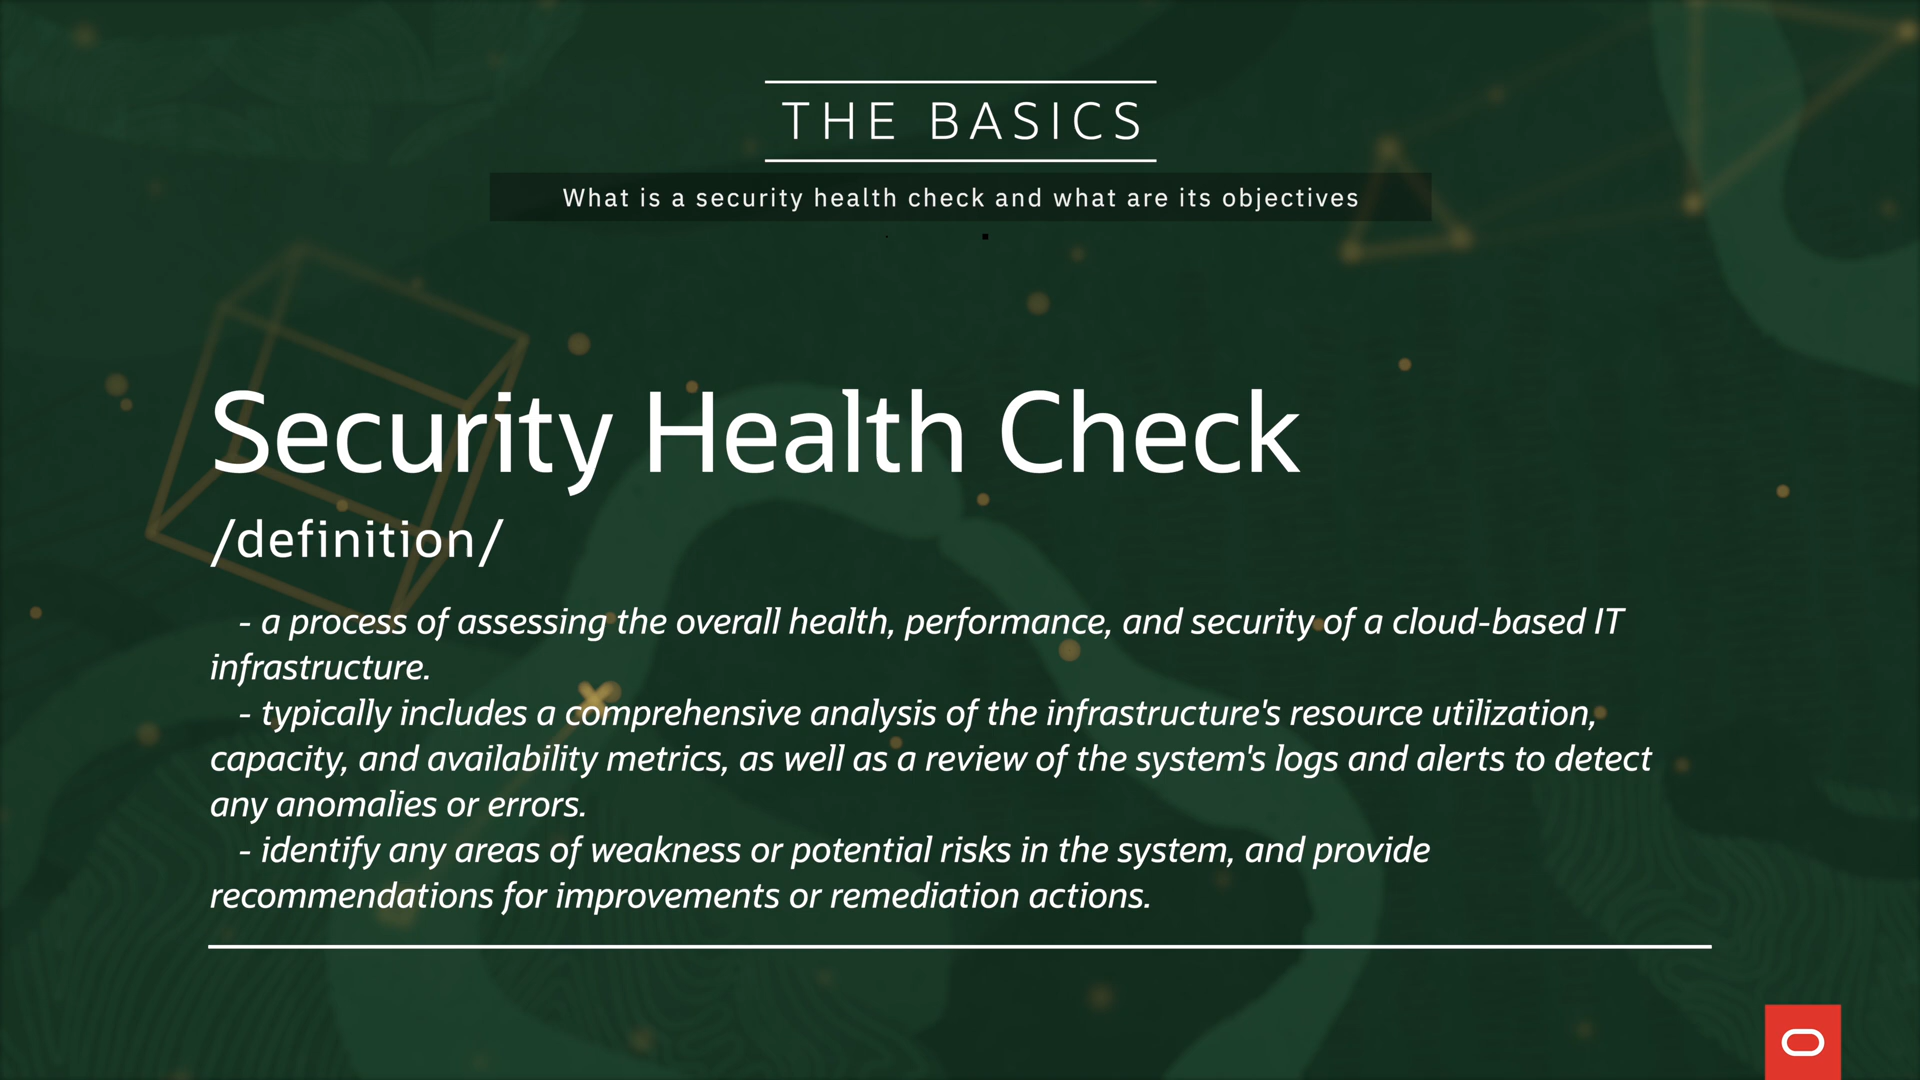 THE BASICS
What is a security health check and what are its objectives
Security Health Check
/definition/
- a process of assessing the overall health, performance, and security of a cloud-based IT
infrastructure.
- typically includes a comprehensive analysis of the infrastructure's resource utilization,
capacity, and availability metrics, as well as a review of the system's logs and alerts to detect
any anomalies or errors.
- identify any areas of weakness or potential risks in the system, and provide
recommendations for improvements or remediation actions.